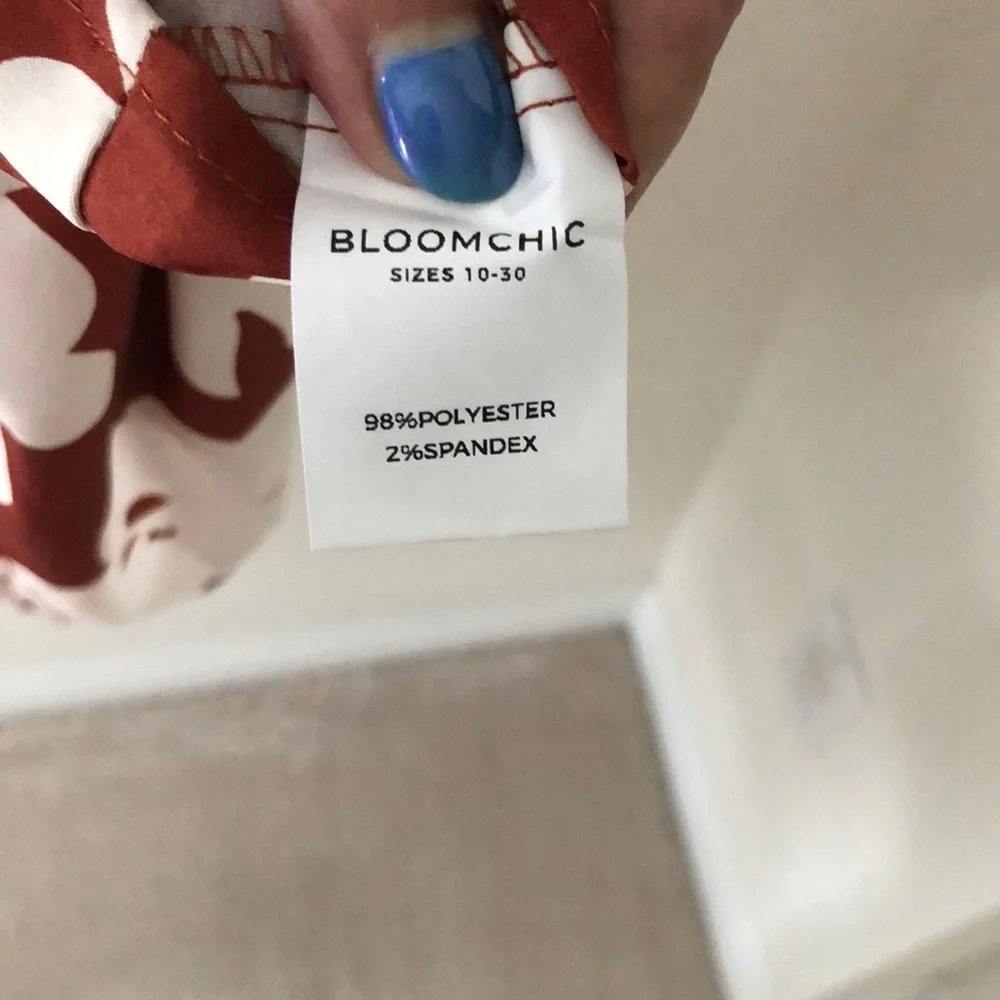 BLOOMCHIC
SIZES 10-30
98%POLYESTER
2%SPANDEX